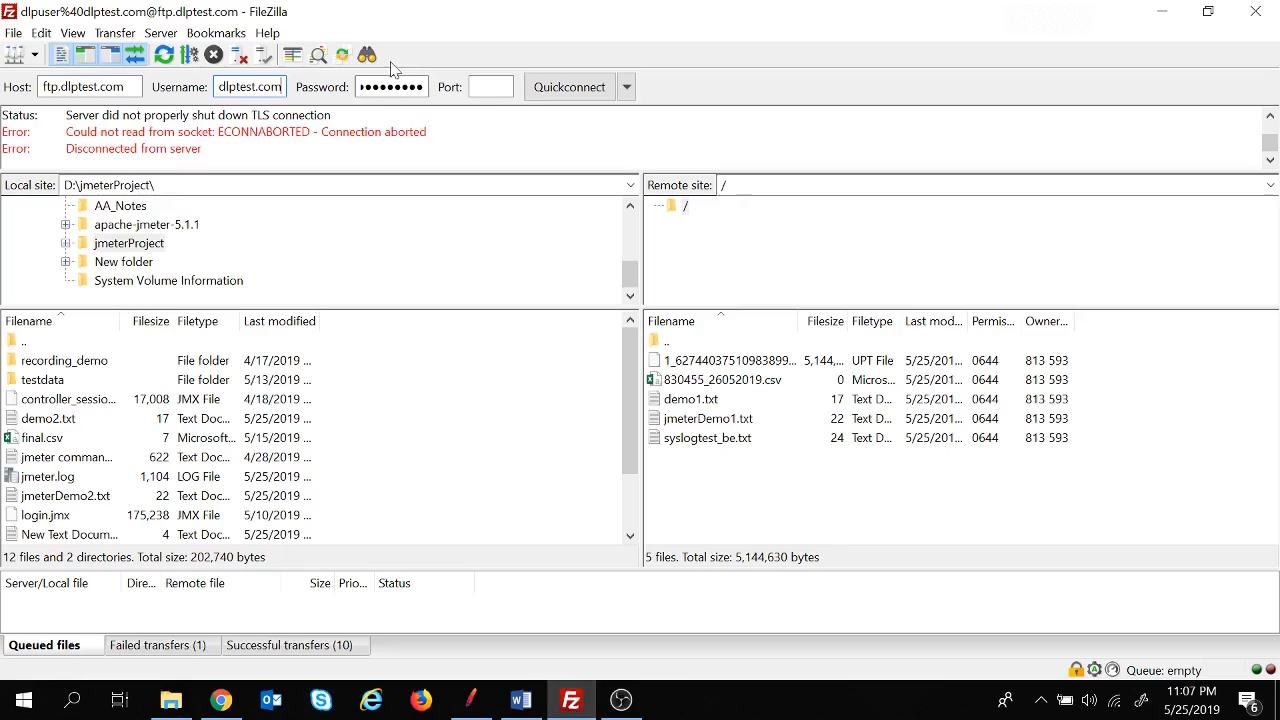 dlpuser%40dlptest.com@ftp.dlptest.com - FileZilla
File Edit View Transfer Server Bookmarks Help
Host: ftp.dlptest.com Username: dlptest.com Password: ●●●●●●●●● Port: Quickconnect
Status: Server did not properly shut down TLS connection
Error: Could not read from socket: ECONNABORTED - Connection aborted
Error: Disconnected from server
Local site: D:\jmeterProject\
AA_Notes
apache-jmeter-5.1.1
jmeterProject
New folder
System Volume Information
Remote site: /
/
Filename Filesize Filetype Last modified
..
recording_demo File folder 4/17/2019 ...
testdata File folder 5/13/2019 ...
controller_sessio... 17,008 JMX File 4/18/2019 ...
demo2.txt 17 Text Doc... 5/25/2019 ...
final.csv 7 Microsoft... 5/15/2019 ...
jmeter comman... 622 Text Doc... 4/28/2019 ...
jmeter.log 1,104 LOG File 5/25/2019 ...
jmeterDemo2.txt 22 Text Doc... 5/25/2019 ...
login.jmx 175,238 JMX File 5/10/2019 ...
New Text Docum... 4 Text Doc... 5/25/2019 ...
12 files and 2 directories. Total size: 202,740 bytes
Filename Filesize Filetype Last mod... Permis... Owner...
..
1_62744037510983899... 5,144,... UPT File 5/25/201... 0644 813 593
830455_26052019.csv 0 Micros... 5/25/201... 0644 813 593
demo1.txt 17 Text D... 5/25/201... 0644 813 593
jmeterDemo1.txt 22 Text D... 5/25/201... 0644 813 593
syslogtest_be.txt 24 Text D... 5/25/201... 0644 813 593
5 files. Total size: 5,144,630 bytes
Server/Local file Dire... Remote file Size Prio... Status
Queued files Failed transfers (1) Successful transfers (10)
Queue: empty
11:07 PM
5/25/2019
6